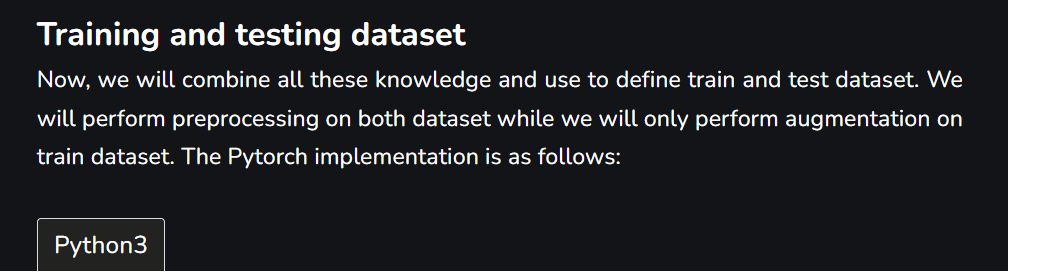 Training and testing dataset
Now, we will combine all these knowledge and use to define train and test dataset. We
will perform preprocessing on both dataset while we will only perform augmentation on
train dataset. The Pytorch implementation is as follows:
Python3